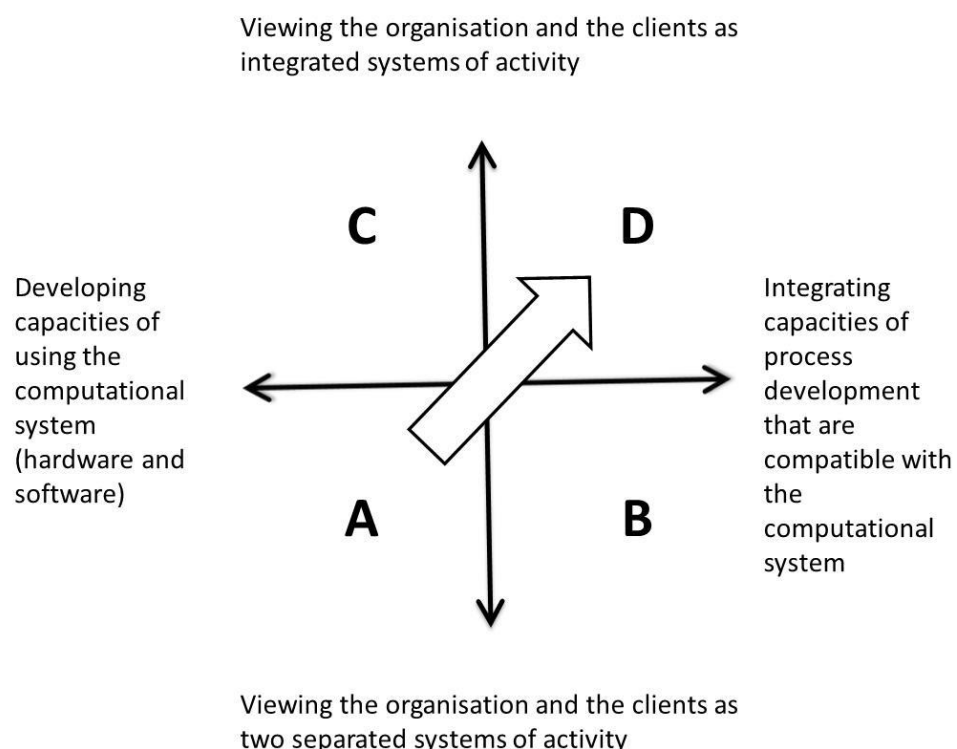 Viewing the organisation and the clients as
integrated systems of activity
C
D
Developing
capacities of
using the
computational
system
(hardware and
software)
Integrating
capacities of
process
development
that are
compatible with
the
computational
system
A
B
Viewing the organisation and the clients as
two separated systems of activity